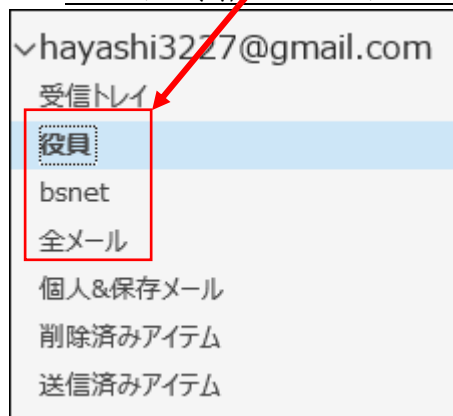 hayashi3227@gmail.com
受信トレイ
役員
bsnet
全メール
個人&保存メール
削除済みアイテム
送信済みアイテム